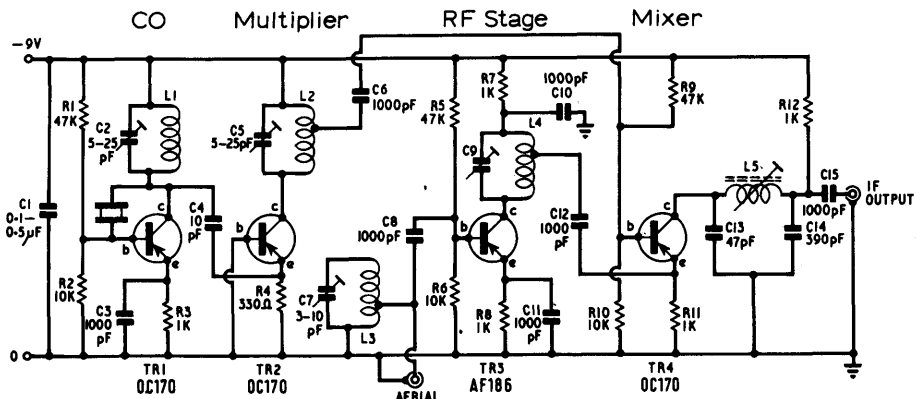 CO Multiplier RF Stage Mixer
-9V
R1
47K
L1
C2
5-25
pF
C1
0·1—
0·5µF
R2
10K
C3
1000
pF
R3
1K
b
c
e
TR1
OC170
C4
10
pF
L2
C5
5-25pF
C6
1000pF
b
c
e
R4
330Ω
TR2
OC170
C7
3-10
pF
L3
C8
1000pF
AERIAL
R5
47K
R6
10K
R7
1K
1000pF
C10
C9
L4
b
c
e
R8
1K
C11
1000
pF
TR3
AF186
C12
1000
pF
R9
47K
R10
10K
b
c
e
R11
1K
TR4
OC170
L5
C13
47pF
C14
390pF
R12
1K
C15
1000pF
IF
OUTPUT
0